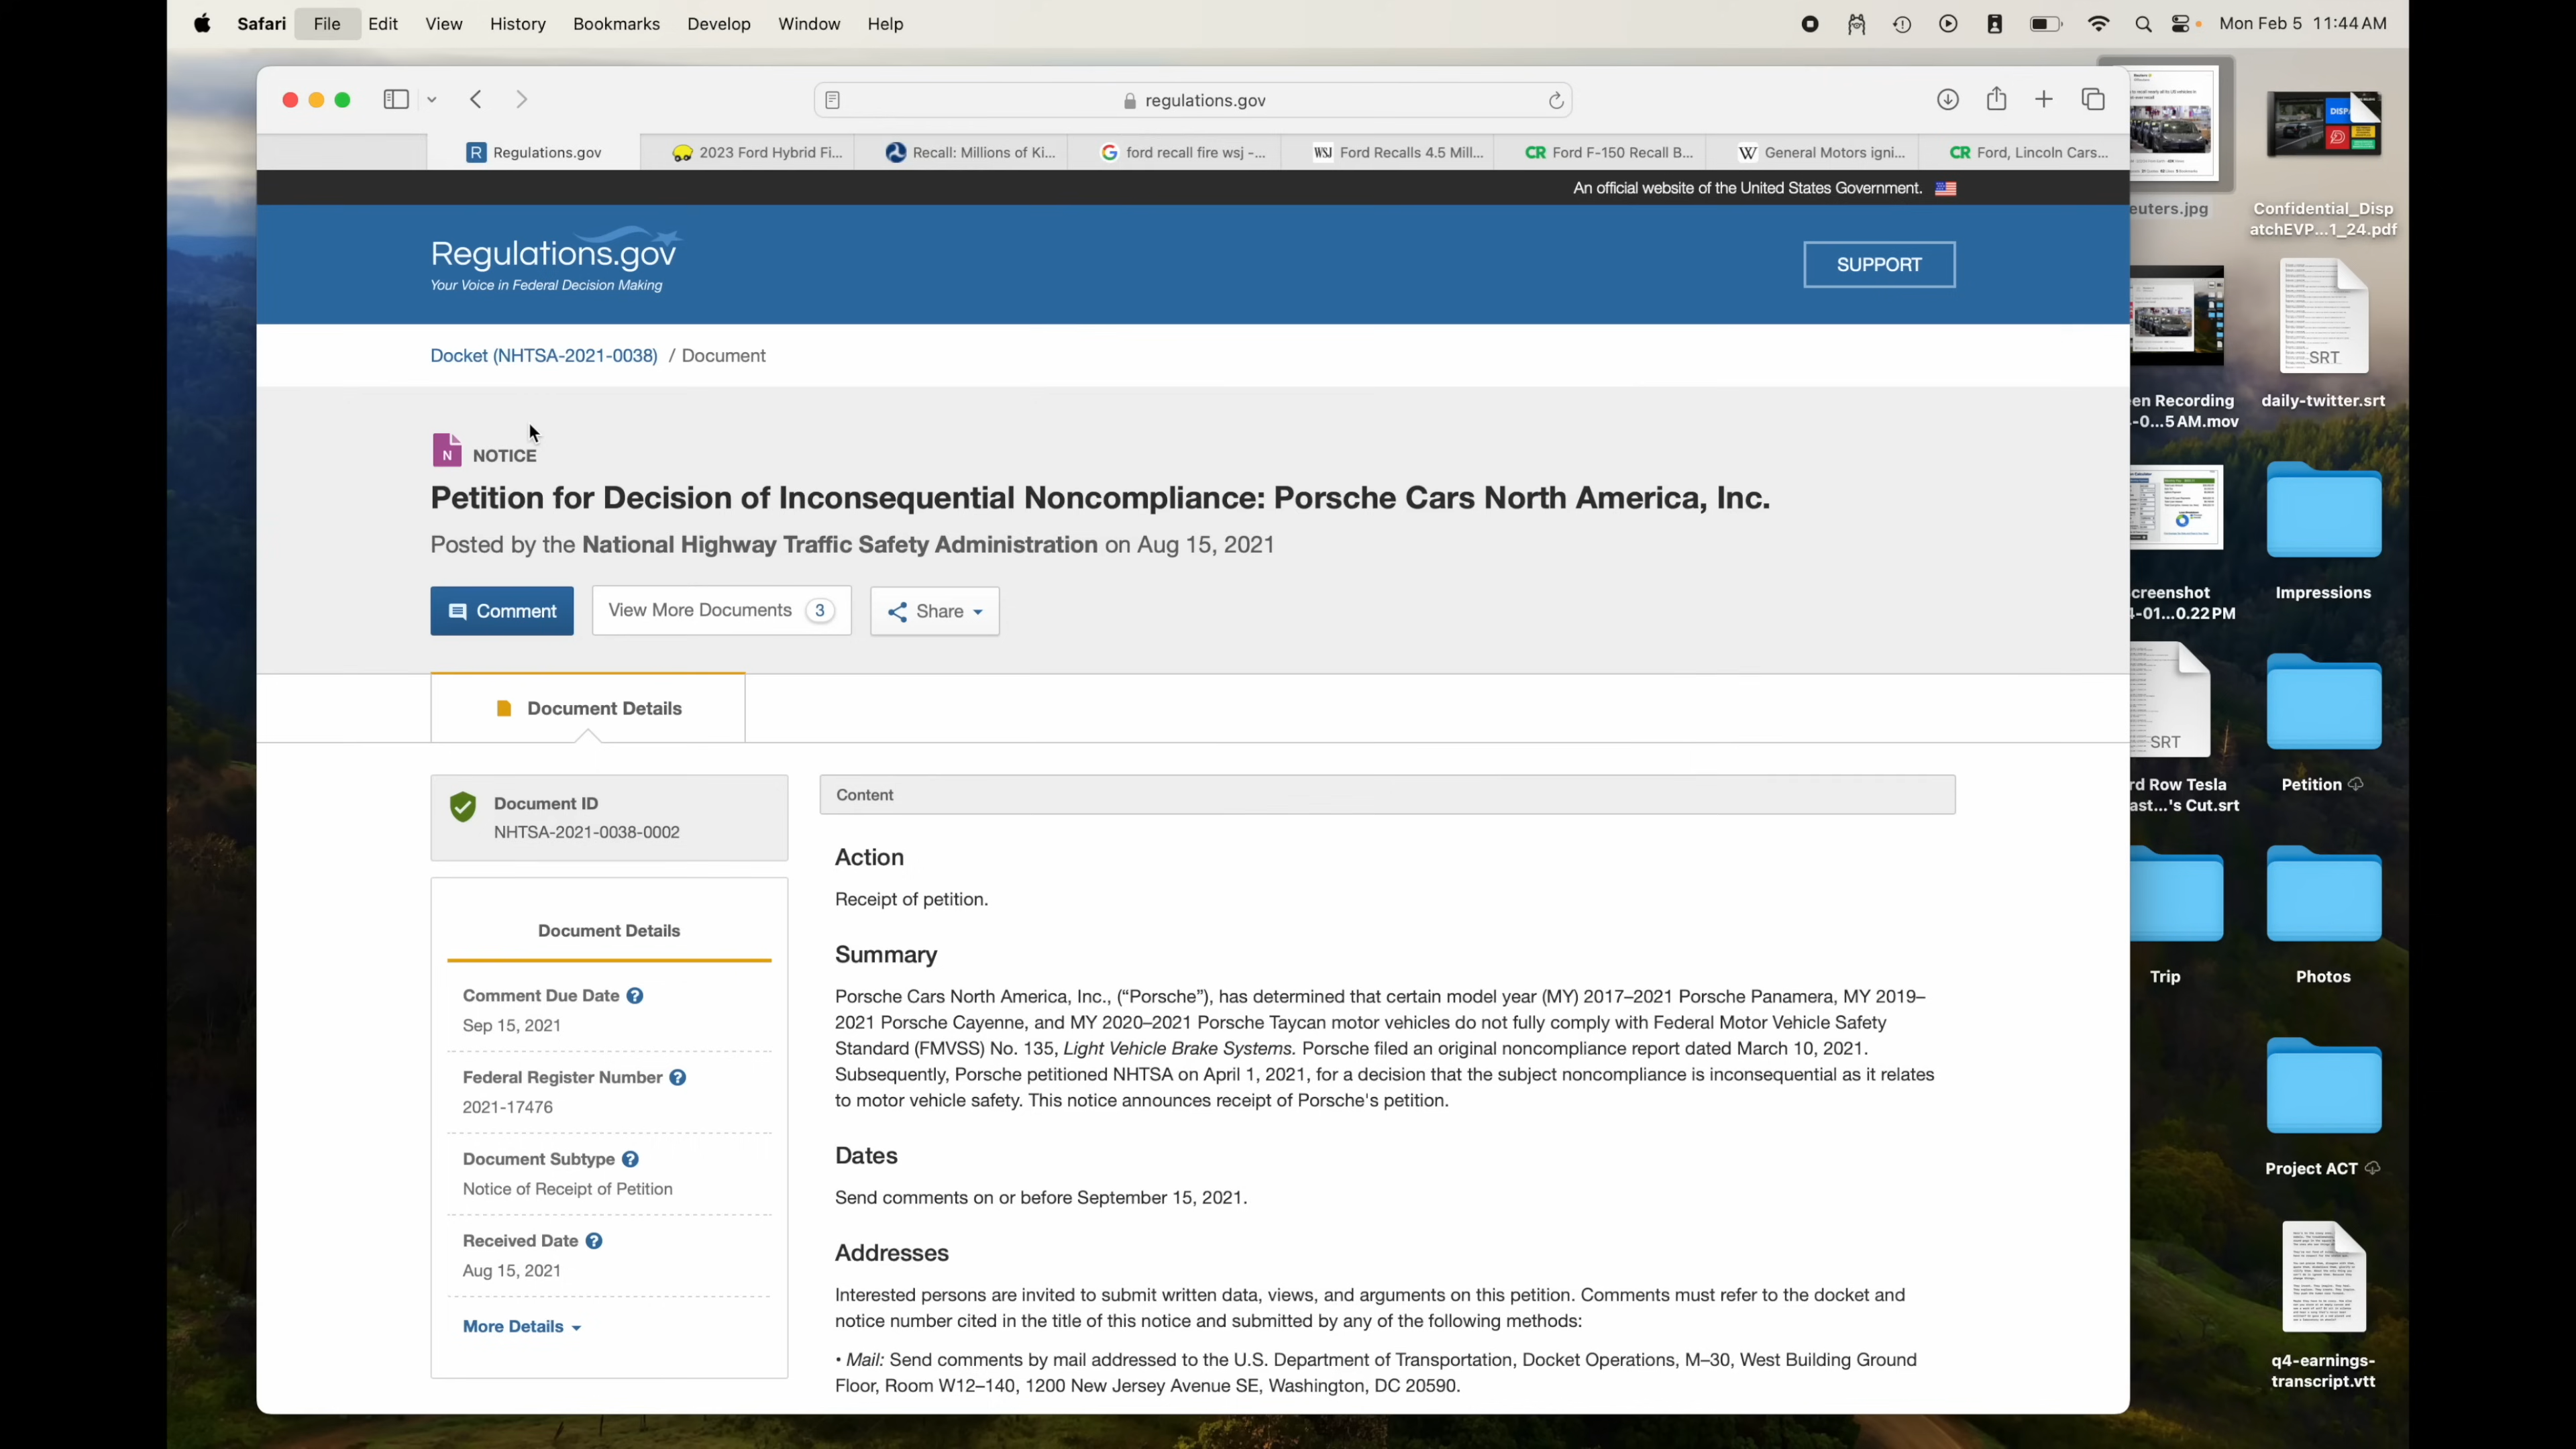 Safari File Edit View History Bookmarks Develop Window Help Mon Feb 5 11:44 AM
regulations.gov
Regulations.gov 2023 Ford Hybrid Fi... Recall: Millions of Ki... ford recall fire wsj -... WSJ Ford Recalls 4.5 Mill... CR Ford F-150 Recall B... W General Motors igni... CR Ford, Lincoln Cars...
An official website of the United States Government.
Regulations.gov
Your Voice in Federal Decision Making
SUPPORT
Docket (NHTSA-2021-0038) / Document
N NOTICE
Petition for Decision of Inconsequential Noncompliance: Porsche Cars North America, Inc.
Posted by the National Highway Traffic Safety Administration on Aug 15, 2021
Comment View More Documents 3 Share
Document Details
Document ID
NHTSA-2021-0038-0002
Document Details
Comment Due Date ?
Sep 15, 2021
Federal Register Number ?
2021-17476
Document Subtype ?
Notice of Receipt of Petition
Received Date ?
Aug 15, 2021
More Details
Content
Action
Receipt of petition.
Summary
Porsche Cars North America, Inc., (“Porsche”), has determined that certain model year (MY) 2017–2021 Porsche Panamera, MY 2019–
2021 Porsche Cayenne, and MY 2020–2021 Porsche Taycan motor vehicles do not fully comply with Federal Motor Vehicle Safety
Standard (FMVSS) No. 135, Light Vehicle Brake Systems. Porsche filed an original noncompliance report dated March 10, 2021.
Subsequently, Porsche petitioned NHTSA on April 1, 2021, for a decision that the subject noncompliance is inconsequential as it relates
to motor vehicle safety. This notice announces receipt of Porsche's petition.
Dates
Send comments on or before September 15, 2021.
Addresses
Interested persons are invited to submit written data, views, and arguments on this petition. Comments must refer to the docket and
notice number cited in the title of this notice and submitted by any of the following methods:
• Mail: Send comments by mail addressed to the U.S. Department of Transportation, Docket Operations, M–30, West Building Ground
Floor, Room W12–140, 1200 New Jersey Avenue SE, Washington, DC 20590.
euters.jpg
Confidential_Disp
atchEVP...1_24.pdf
en Recording
-0...5 AM.mov
SRT
daily-twitter.srt
creenshot
-01...0.22 PM
Impressions
SRT
rd Row Tesla
ast...'s Cut.srt
Petition
Trip
Photos
Project ACT
q4-earnings-
transcript.vtt